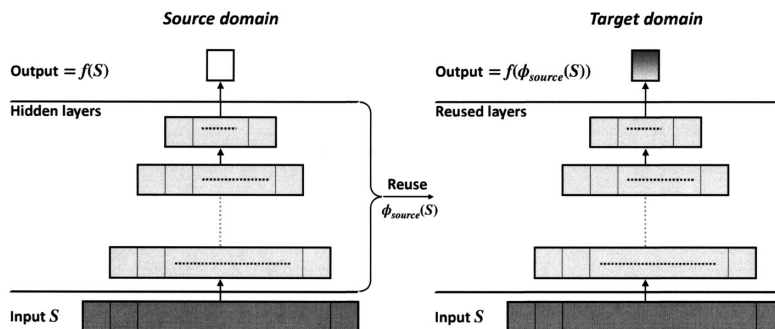 Source domain
Target domain
Output = f(S)
Output = f(ϕsource(S))
Hidden layers
Reused layers
Reuse
ϕsource(S)
Input S
Input S